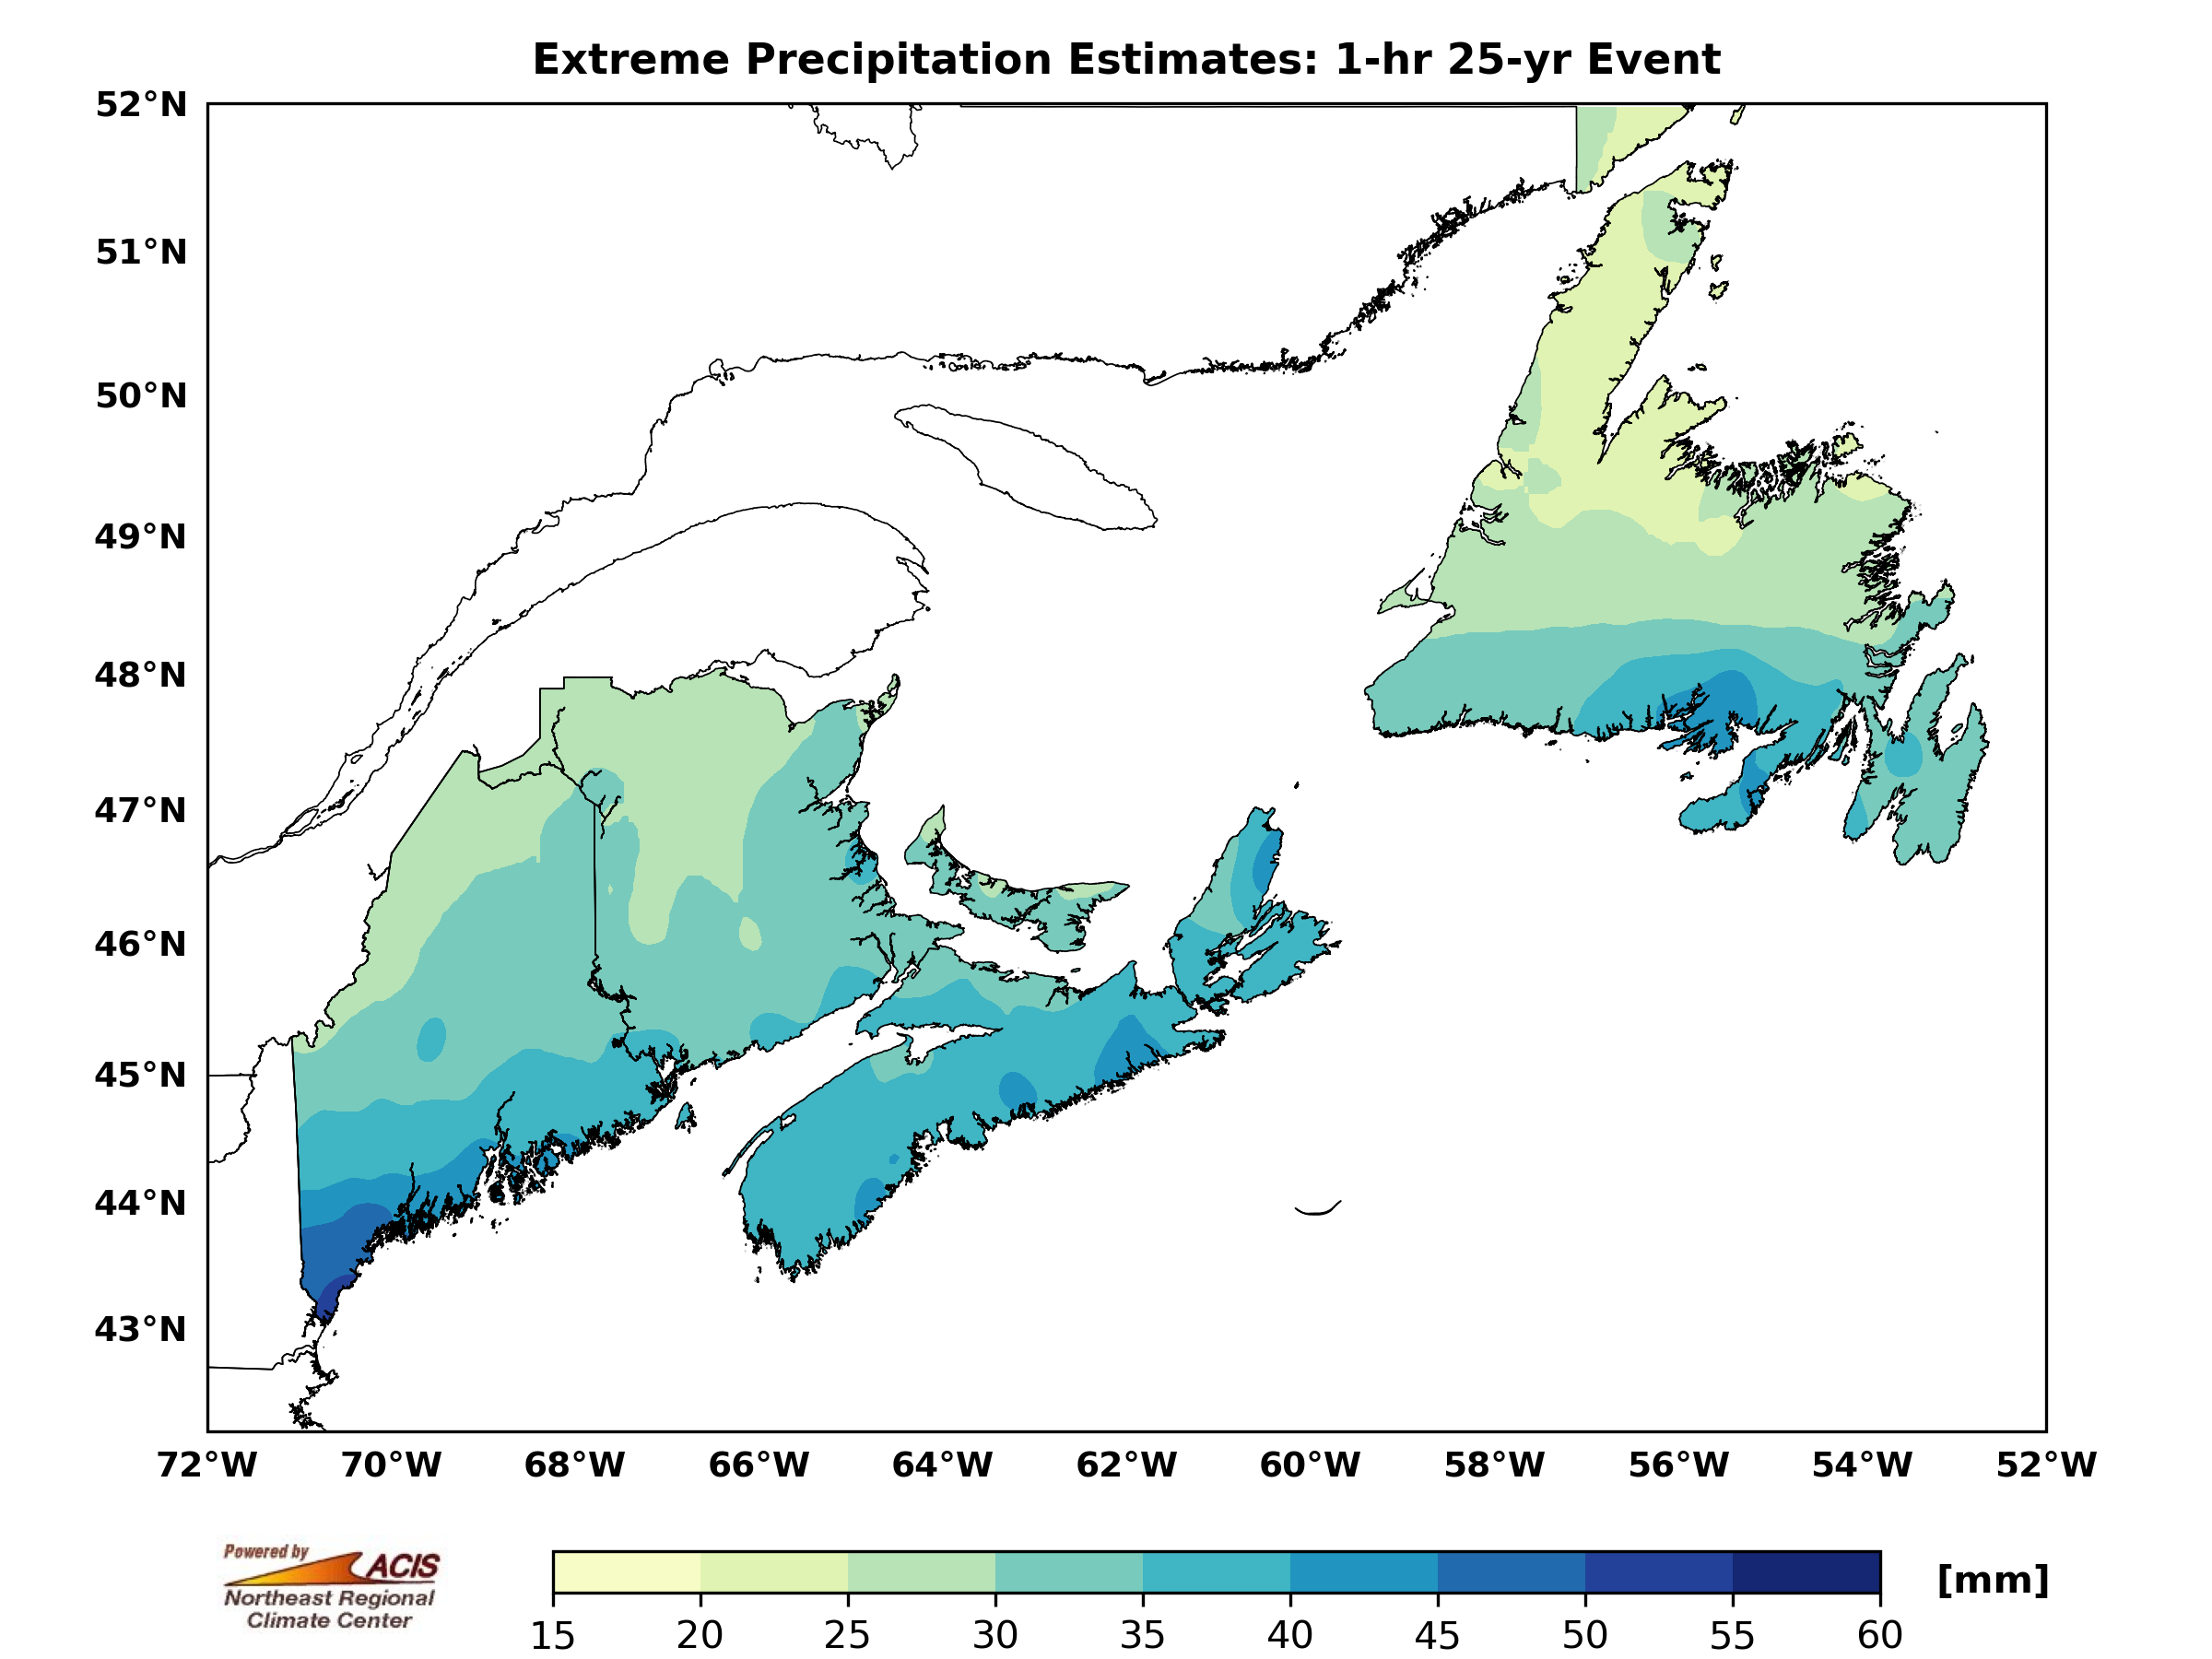 Extreme Precipitation Estimates: 1-hr 25-yr Event
52°N
51°N
50°N
49°N
48°N
47°N
46°N
45°N
44°N
43°N
72°W 70°W 68°W 66°W 64°W 62°W 60°W 58°W 56°W 54°W 52°W
Powered by
ACIS
Northeast Regional
Climate Center
[mm]
15 20 25 30 35 40 45 50 55 60